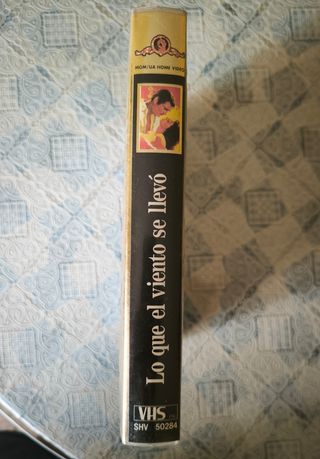 MGM/UA HOME VIDEO
Lo que el viento se llevó
VHS
SHV 50284